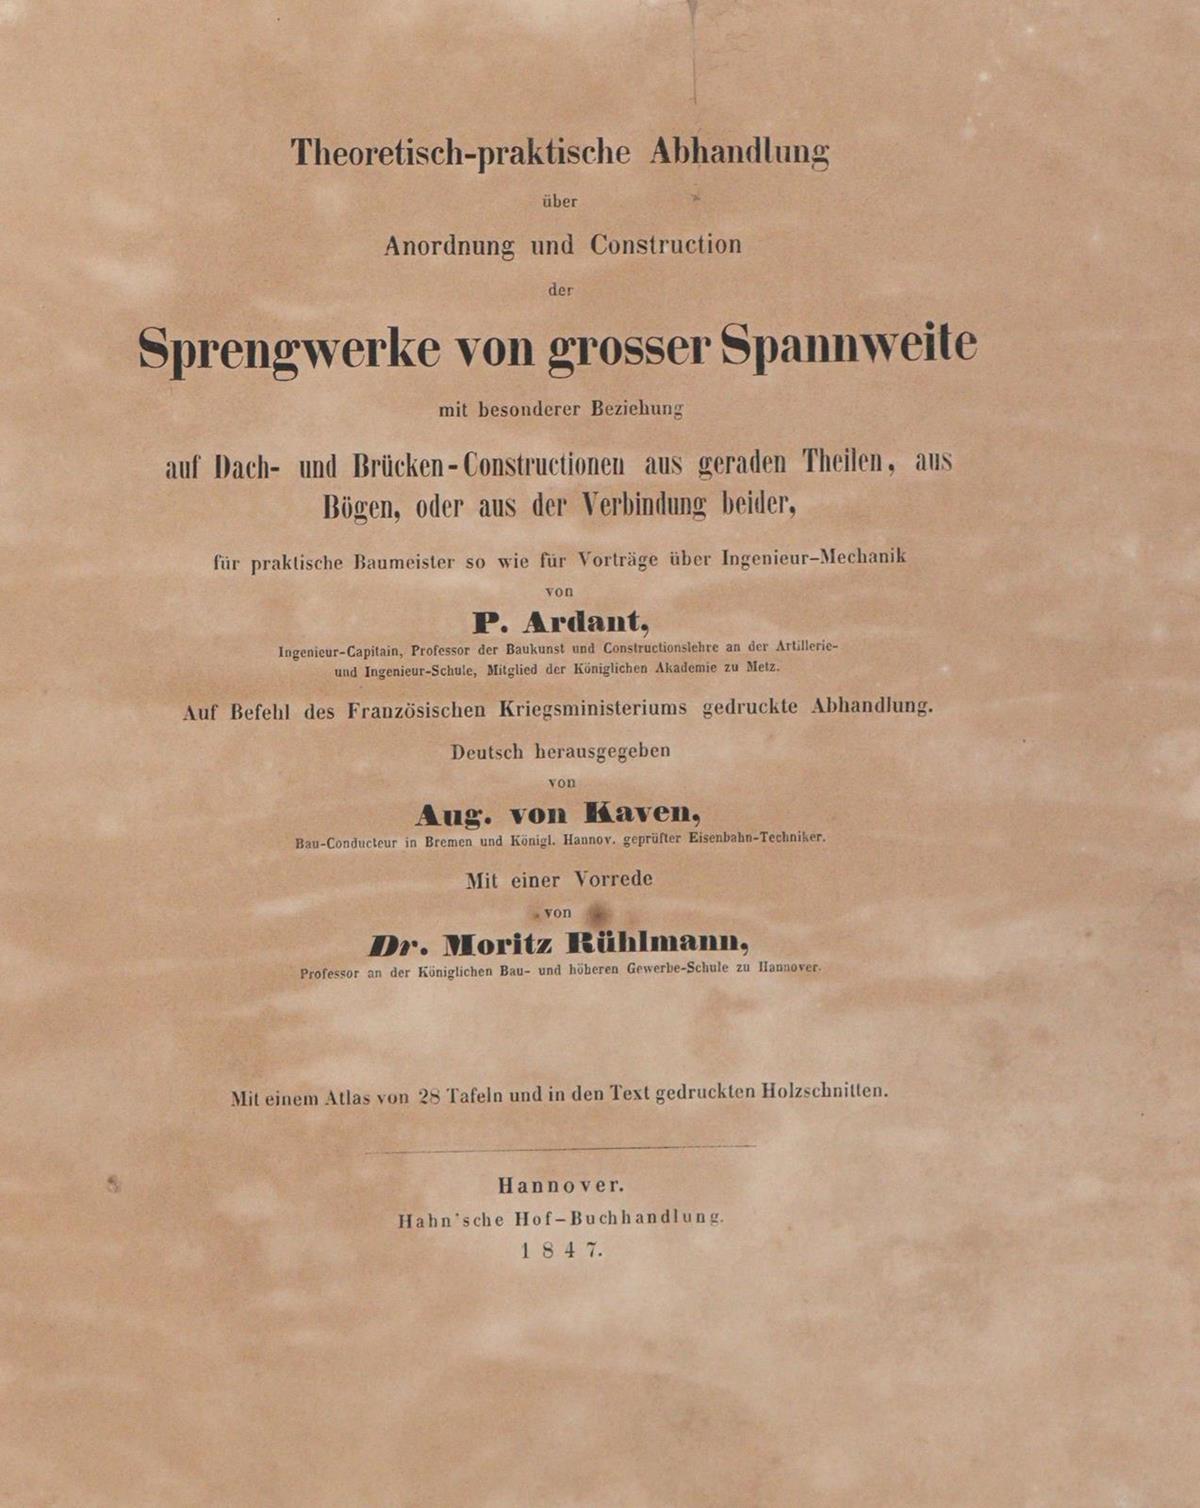 Theoretisch-praktische Abhandlung
über
Anordnung und Construction
der
Sprengwerke von grosser Spannweite
mit besonderer Beziehung
auf Dach- und Brücken-Constructionen aus geraden Theilen, aus
Bögen, oder aus der Verbindung beider,
für praktische Baumeister so wie für Vorträge über Ingenieur-Mechanik
von
P. Ardant,
Ingenieur-Capitain, Professor der Baukunst und Constructionslehre an der Artillerie-
und Ingenieur-Schule, Mitglied der Königlichen Akademie zu Metz.
Auf Befehl des Französischen Kriegsministeriums gedruckte Abhandlung.
Deutsch herausgegeben
von
Aug. von Kaven,
Bau-Conducteur in Bremen und Königl. Hannov. geprüfter Eisenbahn-Techniker.
Mit einer Vorrede
von
Dr. Moritz Rühlmann,
Professor an der Königlichen Bau- und höheren Gewerbe-Schule zu Hannover.
Mit einem Atlas von 28 Tafeln und in den Text gedruckten Holzschnitten.
Hannover.
Hahn'sche Hof-Buchhandlung.
1847.